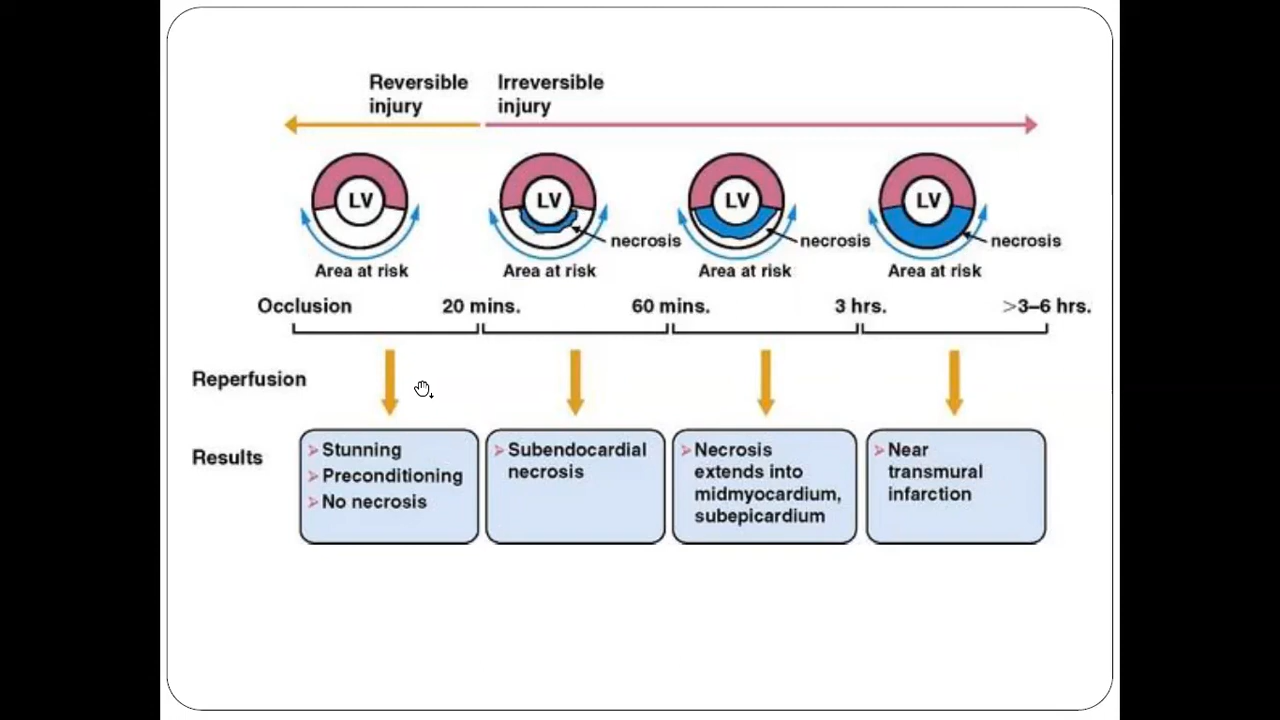 Reversible injury
Irreversible injury
LV
LV
LV
LV
necrosis
necrosis
necrosis
Area at risk
Area at risk
Area at risk
Area at risk
Occlusion
20 mins.
60 mins.
3 hrs.
>3–6 hrs.
Reperfusion
Results
Stunning
Preconditioning
No necrosis
Subendocardial
necrosis
Necrosis
extends into
midmyocardium,
subepicardium
Near
transmural
infarction